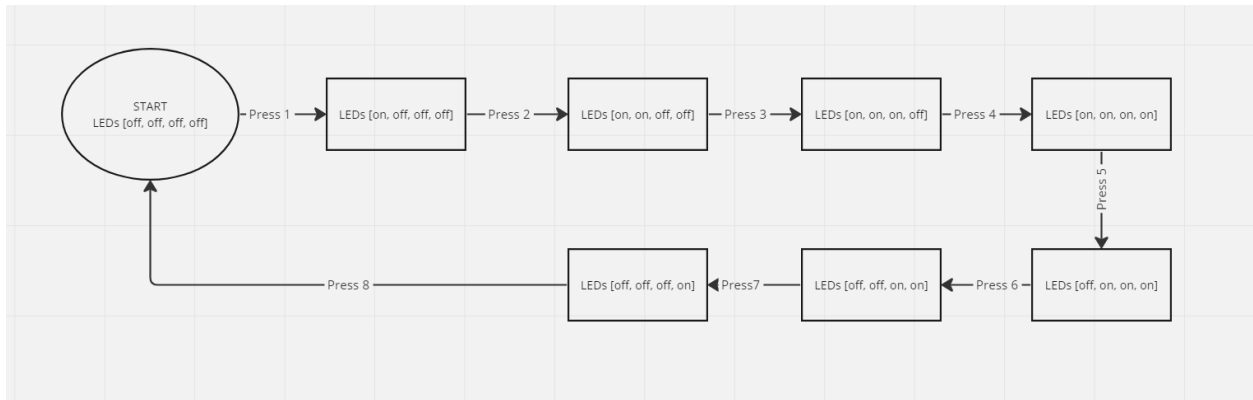 START
LEDs [off, off, off, off]
Press 1
LEDs [on, off, off, off]
Press 2
LEDs [on, on, off, off]
Press 3
LEDs [on, on, on, off]
Press 4
LEDs [on, on, on, on]
Press 5
LEDs [off, on, on, on]
Press 6
LEDs [off, off, on, on]
Press7
LEDs [off, off, off, on]
Press 8